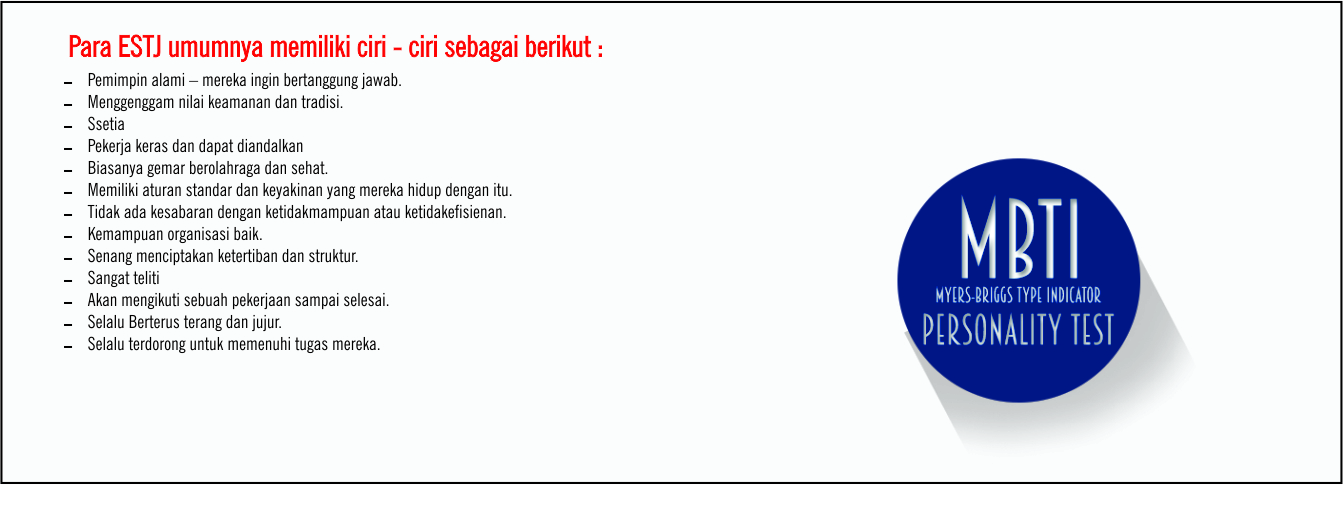 Para ESTJ umumnya memiliki ciri - ciri sebagai berikut :
– Pemimpin alami – mereka ingin bertanggung jawab.
– Menggenggam nilai keamanan dan tradisi.
– Ssetia
– Pekerja keras dan dapat diandalkan
– Biasanya gemar berolahraga dan sehat.
– Memiliki aturan standar dan keyakinan yang mereka hidup dengan itu.
– Tidak ada kesabaran dengan ketidakmampuan atau ketidakefisienan.
– Kemampuan organisasi baik.
– Senang menciptakan ketertiban dan struktur.
– Sangat teliti
– Akan mengikuti sebuah pekerjaan sampai selesai.
– Selalu Berterus terang dan jujur.
– Selalu terdorong untuk memenuhi tugas mereka.
MBTI
MYERS-BRIGGS TYPE INDICATOR
PERSONALITY TEST